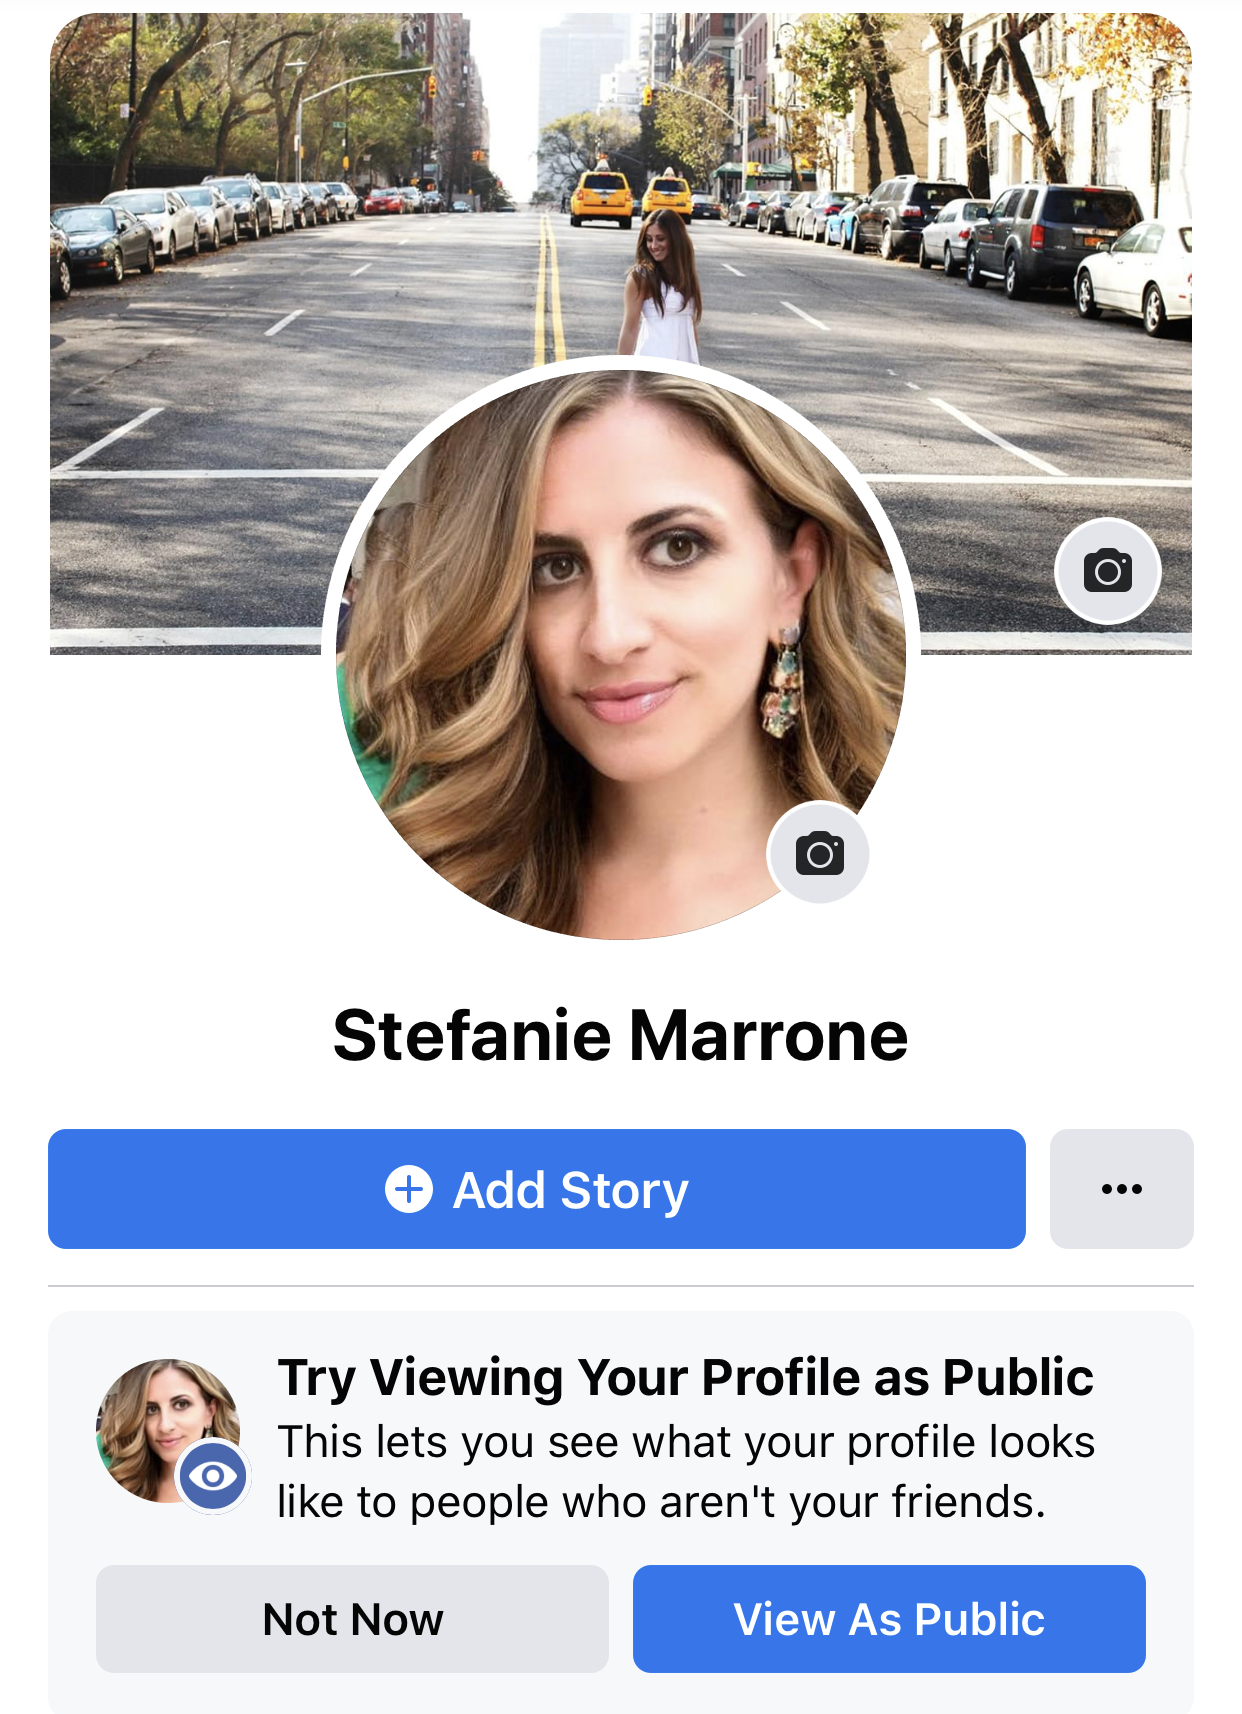 Stefanie Marrone
Add Story
Try Viewing Your Profile as Public
This lets you see what your profile looks
like to people who aren't your friends.
Not Now
View As Public